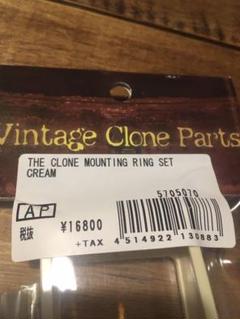 Vintage Clone Parts
THE CLONE MOUNTING RING SET
CREAM
5705070
AP
税抜
¥16800
+TAX
4 514922 130883